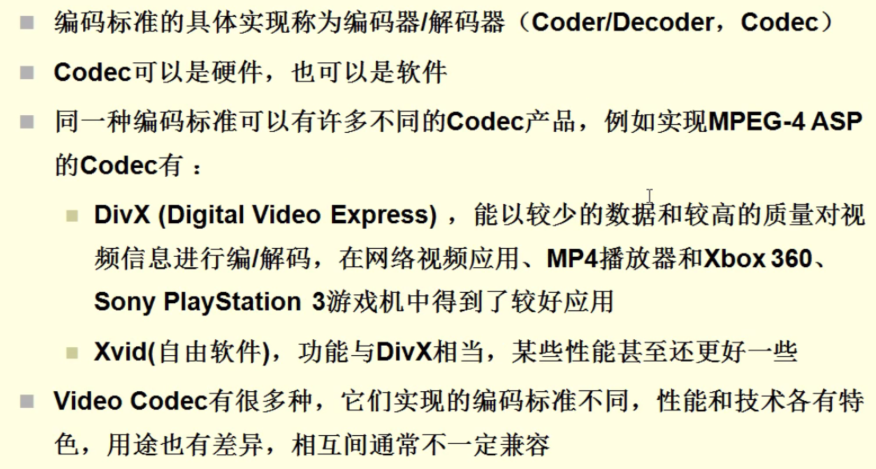 编码标准的具体实现称为编码器/解码器（Coder/Decoder，Codec）
Codec可以是硬件，也可以是软件
同一种编码标准可以有许多不同的Codec产品，例如实现MPEG-4 ASP
的Codec有：
DivX (Digital Video Express) ，能以较少的数据和较高的质量对视
频信息进行编/解码，在网络视频应用、MP4播放器和Xbox 360、
Sony PlayStation 3游戏机中得到了较好应用
Xvid(自由软件)，功能与DivX相当，某些性能甚至还更好一些
Video Codec有很多种，它们实现的编码标准不同，性能和技术各有特
色，用途也有差异，相互间通常不一定兼容